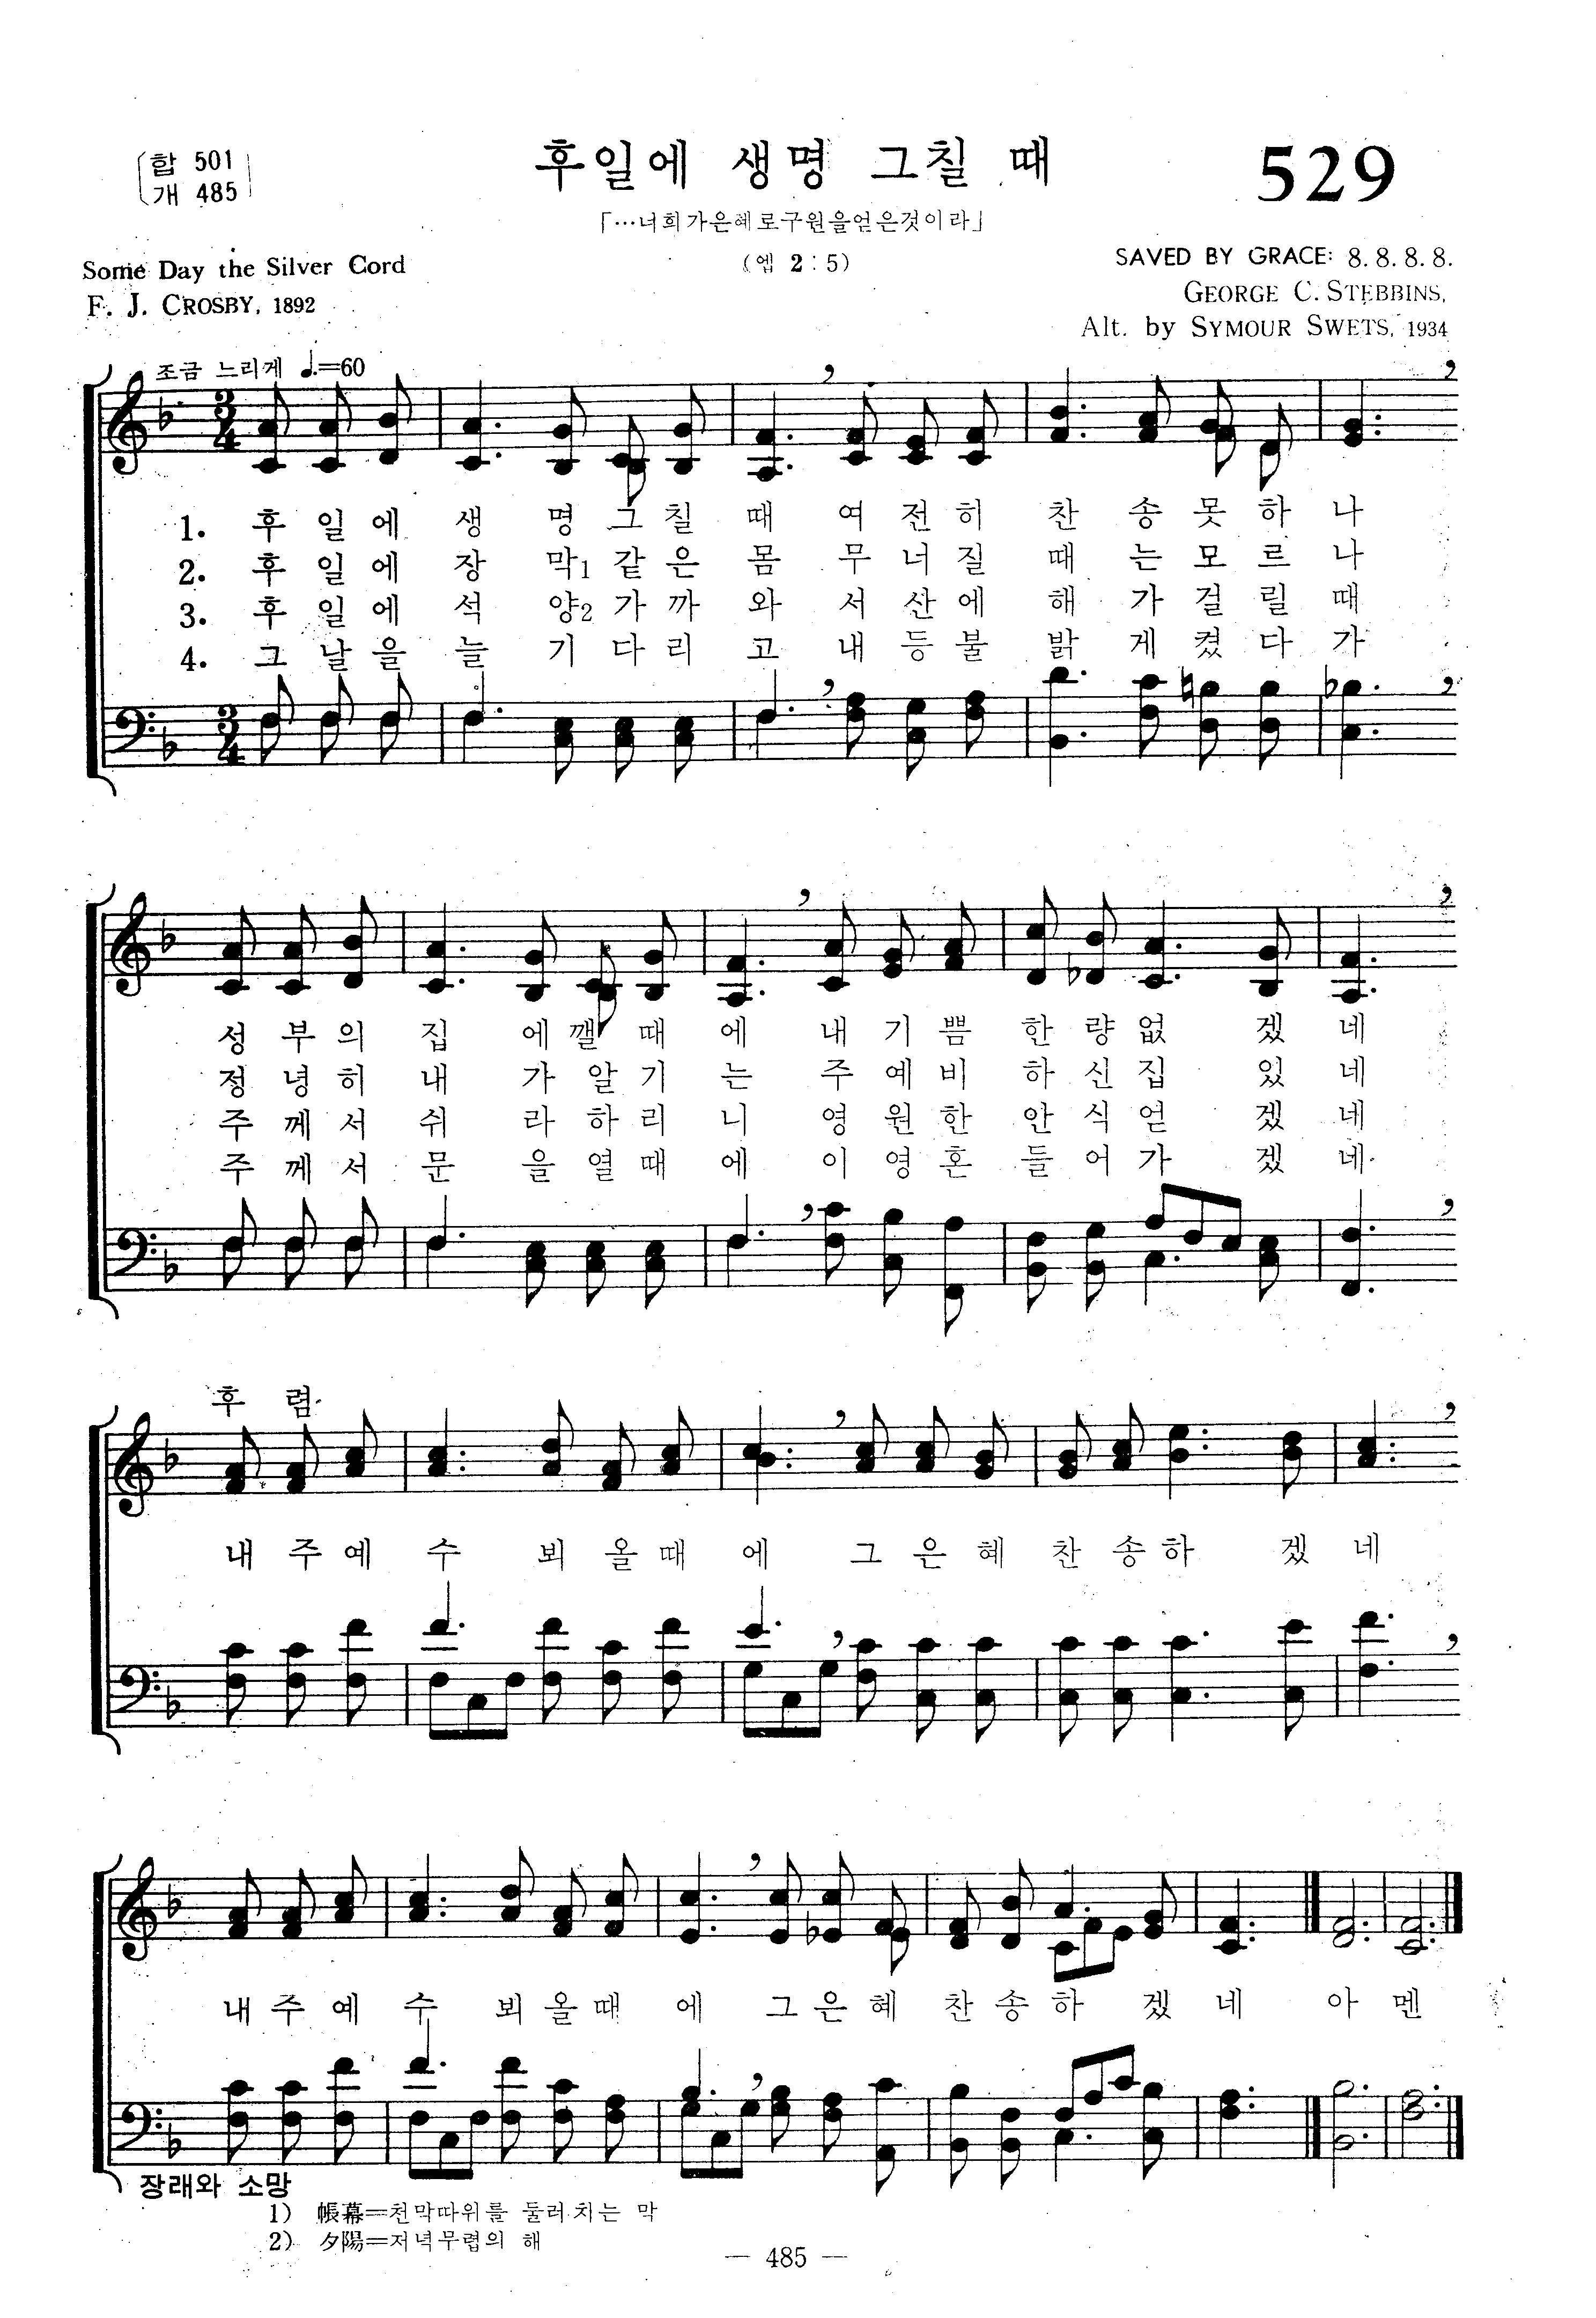 합 501
개 485
후일에 생명 그칠 때
529
「…너희가은혜로구원을얻은것이라」
(엡 2:5)
Some Day the Silver Cord
F. J. CROSBY, 1892
SAVED BY GRACE: 8. 8. 8. 8.
GEORGE C. STEBBINS,
Alt. by SYMOUR SWETS, 1934
조금 느리게 ♩.=60
3/4
1. 후 일 에 생 명 그 칠 때 여 전 히 찬 송 못 하 나
2. 후 일 에 장 막1 같 은 몸 무 너 질 때 는 모 르 나
3. 후 일 에 석 양2 가 까 와 서 산 에 해 가 걸 릴 때
4. 그 날 을 늘 기 다 리 고 내 등 불 밝 게 켰 다 가
3/4
성 부 의 집 에 깰 때 에 내 기 쁨 한 량 없 겠 네
정 녕 히 내 가 알 기 는 주 예 비 하 신 집 있 네
주 께 서 쉬 라 하 리 니 영 원 한 안 식 얻 겠 네
주 께 서 문 을 열 때 에 이 영 혼 들 어 가 겠 네
후 렴
내 주 예 수 뵈 올 때 에 그 은 혜 찬 송 하 겠 네
내 주 예 수 뵈 올 때 에 그 은 혜 찬 송 하 겠 네 아 멘
장래와 소망
1) 帳幕=천막따위를 둘러치는 막
2) 夕陽=저녁무렵의 해
— 485 —